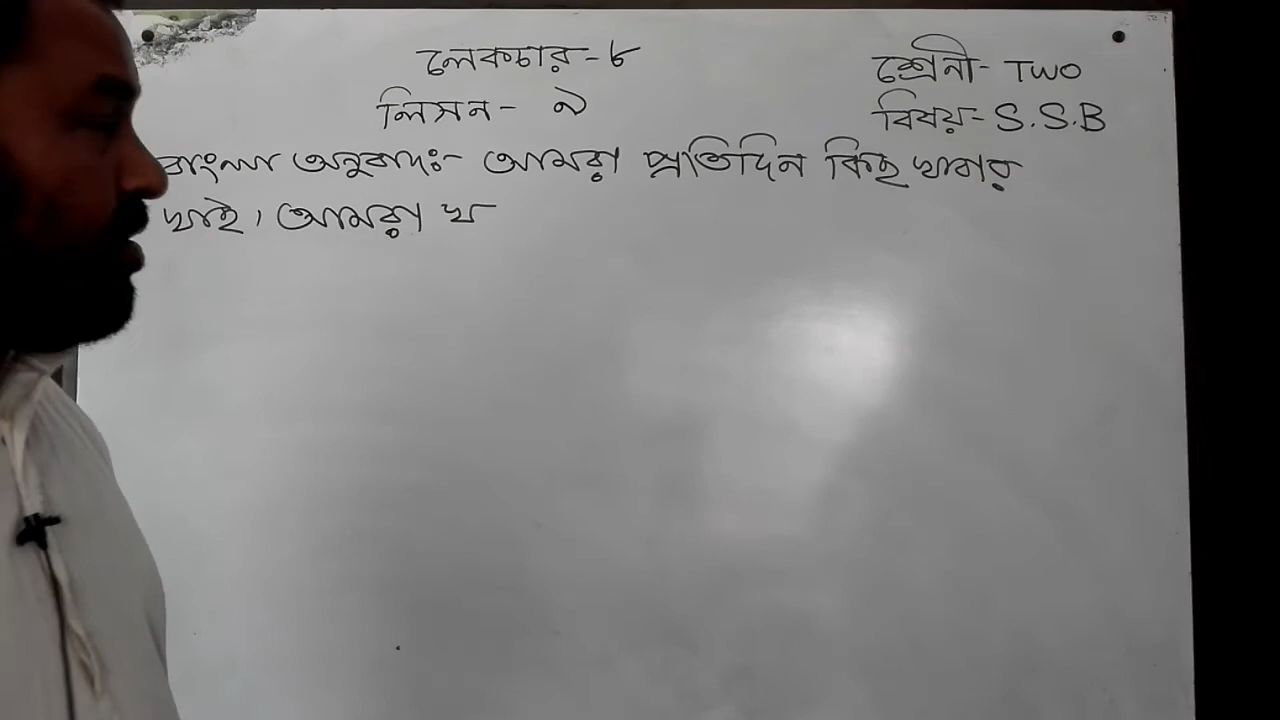 লেকচার - ৮
শ্রেনী - TWO
লিসন - ৯
বিষয় - S.S.B
বাংলা অনুবাদঃ- আমরা প্রতিদিন কিছু খাবার
খাই। আমরা খ